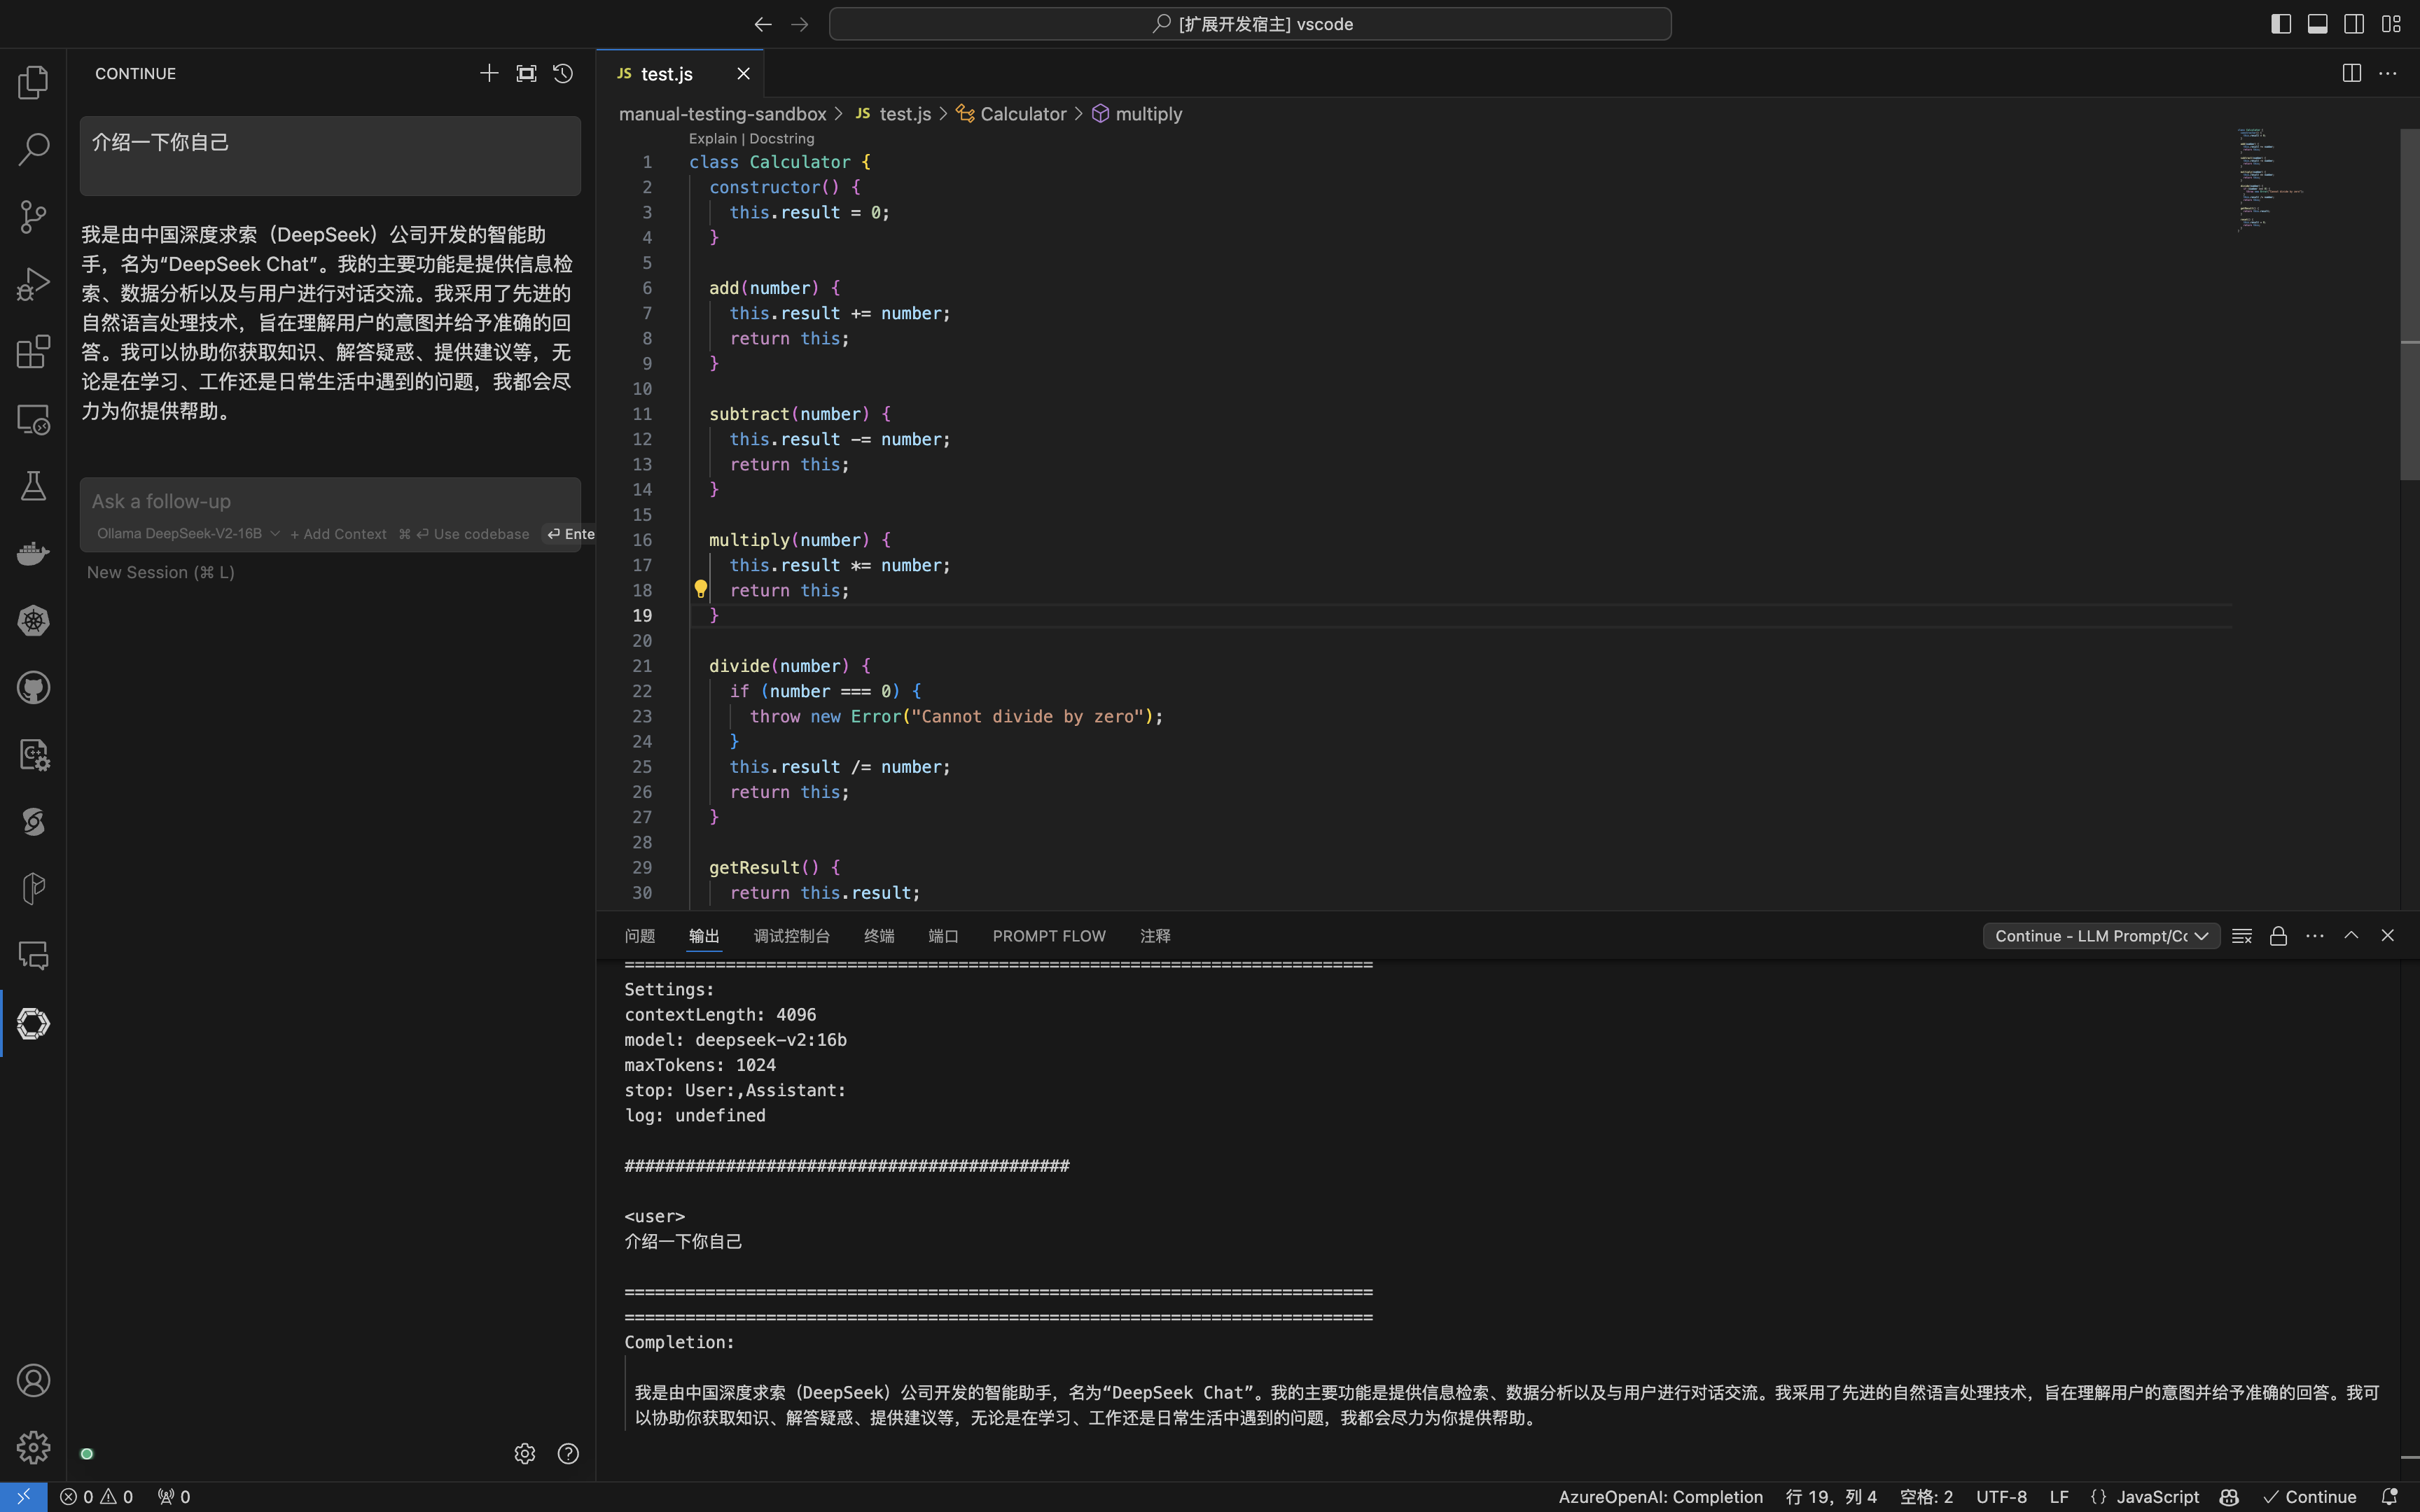 [扩展开发宿主] vscode
CONTINUE
介绍一下你自己
我是由中国深度求索（DeepSeek）公司开发的智能助
手，名为“DeepSeek Chat”。我的主要功能是提供信息检
索、数据分析以及与用户进行对话交流。我采用了先进的
自然语言处理技术，旨在理解用户的意图并给予准确的回
答。我可以协助你获取知识、解答疑惑、提供建议等，无
论是在学习、工作还是日常生活中遇到的问题，我都会尽
力为你提供帮助。
Ask a follow-up
Ollama DeepSeek-V2-16B + Add Context ⌘ ⏎ Use codebase ⏎ Ente
New Session (⌘ L)
JS test.js
manual-testing-sandbox > JS test.js > Calculator > multiply
Explain | Docstring
1 class Calculator {
2 constructor() {
3 this.result = 0;
4 }
5
6 add(number) {
7 this.result += number;
8 return this;
9 }
10
11 subtract(number) {
12 this.result -= number;
13 return this;
14 }
15
16 multiply(number) {
17 this.result *= number;
18 return this;
19 }
20
21 divide(number) {
22 if (number === 0) {
23 throw new Error("Cannot divide by zero");
24 }
25 this.result /= number;
26 return this;
27 }
28
29 getResult() {
30 return this.result;
问题 输出 调试控制台 终端 端口 PROMPT FLOW 注释 Continue - LLM Prompt/Cc
==========================================================================
Settings:
contextLength: 4096
model: deepseek-v2:16b
maxTokens: 1024
stop: User:,Assistant:
log: undefined
############################################
<user>
介绍一下你自己
==========================================================================
==========================================================================
Completion:
我是由中国深度求索（DeepSeek）公司开发的智能助手，名为“DeepSeek Chat”。我的主要功能是提供信息检索、数据分析以及与用户进行对话交流。我采用了先进的自然语言处理技术，旨在理解用户的意图并给予准确的回答。我可
以协助你获取知识、解答疑惑、提供建议等，无论是在学习、工作还是日常生活中遇到的问题，我都会尽力为你提供帮助。
0 0 0 AzureOpenAI: Completion 行 19，列 4 空格: 2 UTF-8 LF {} JavaScript Continue